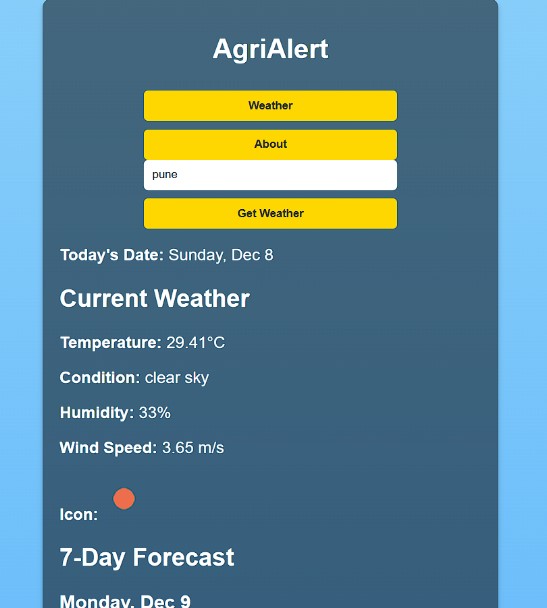 AgriAlert
Weather
About
pune
Get Weather
Today's Date: Sunday, Dec 8
Current Weather
Temperature: 29.41°C
Condition: clear sky
Humidity: 33%
Wind Speed: 3.65 m/s
Icon:
7-Day Forecast
Monday, Dec 9